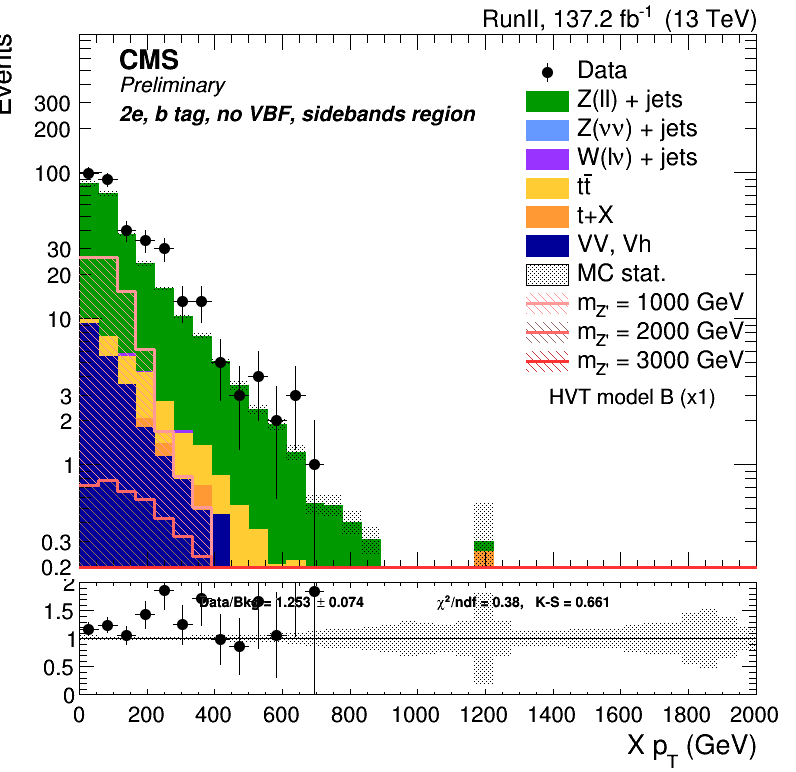 RunII, 137.2 fb-1 (13 TeV)
Events
CMS
Preliminary
2e, b tag, no VBF, sidebands region
Data
Z(ll) + jets
Z(νν) + jets
W(lν) + jets
tt̄
t+X
VV, Vh
MC stat.
mZ' = 1000 GeV
mZ' = 2000 GeV
mZ' = 3000 GeV
HVT model B (x1)
300
200
100
30
20
10
3
2
1
0.3
0.2
Data/Bkg = 1.253 ± 0.074
χ²/ndf = 0.38, K-S = 0.661
2
1.5
1
0.5
0
0 200 400 600 800 1000 1200 1400 1600 1800 2000
X pT (GeV)